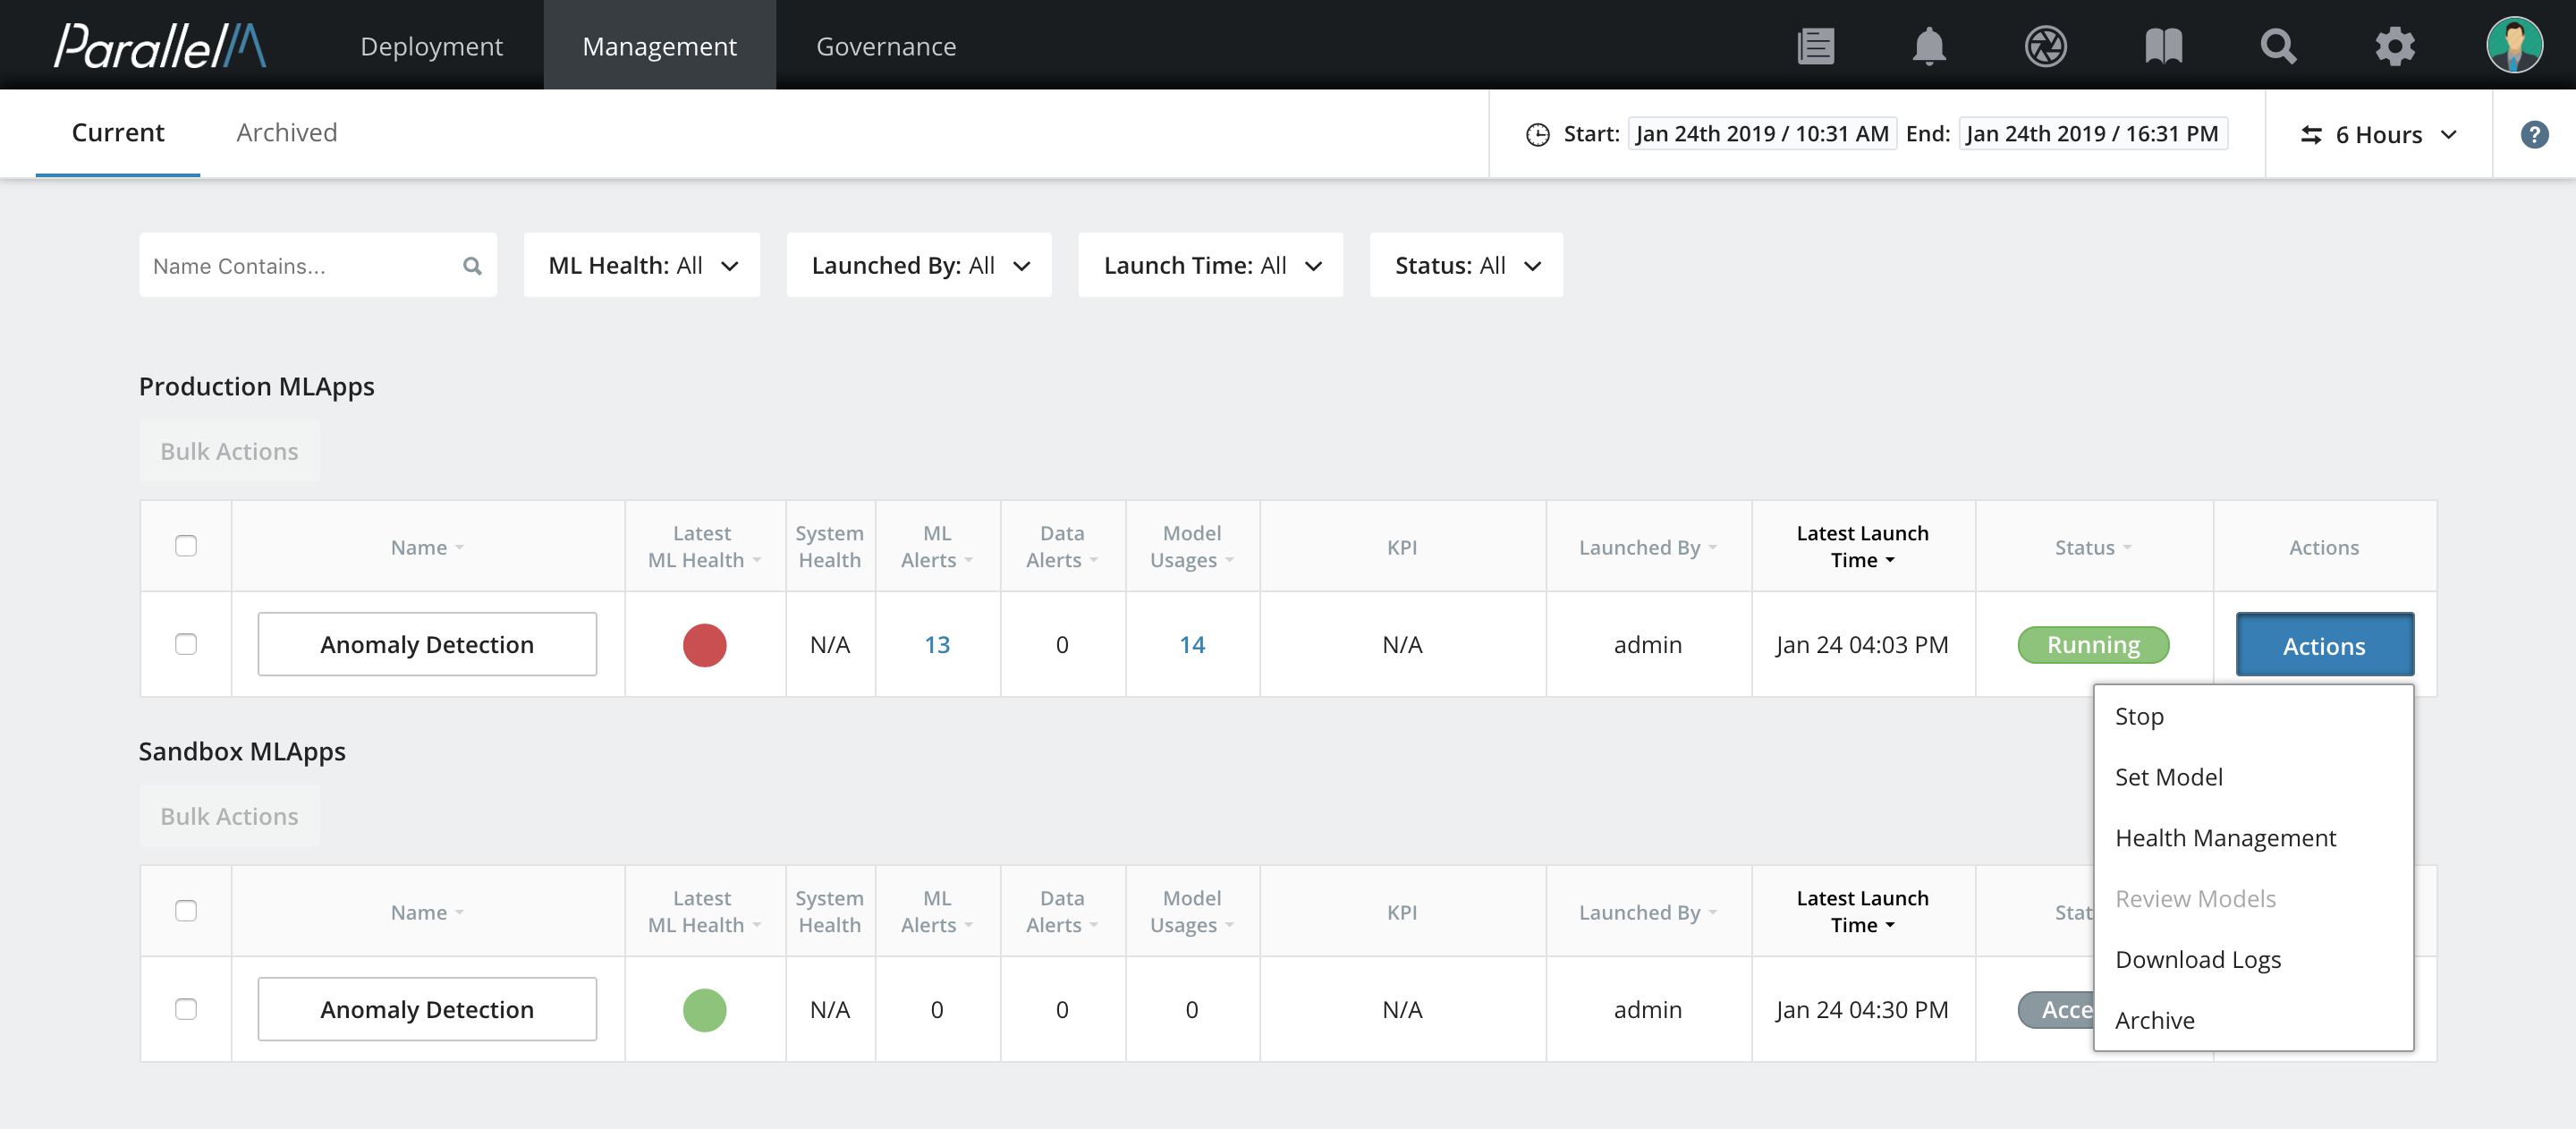 ParallelM
Deployment
Management
Governance
Current
Archived
Start: Jan 24th 2019 / 10:31 AM End: Jan 24th 2019 / 16:31 PM
6 Hours
?
Name Contains...
ML Health: All
Launched By: All
Launch Time: All
Status: All
Production MLApps
Bulk Actions
Name
Latest
ML Health
System
Health
ML
Alerts
Data
Alerts
Model
Usages
KPI
Launched By
Latest Launch
Time
Status
Actions
Anomaly Detection
N/A
13
0
14
N/A
admin
Jan 24 04:03 PM
Running
Actions
Stop
Set Model
Health Management
Review Models
Download Logs
Archive
Sandbox MLApps
Bulk Actions
Name
Latest
ML Health
System
Health
ML
Alerts
Data
Alerts
Model
Usages
KPI
Launched By
Latest Launch
Time
Stat
Anomaly Detection
N/A
0
0
0
N/A
admin
Jan 24 04:30 PM
Acce